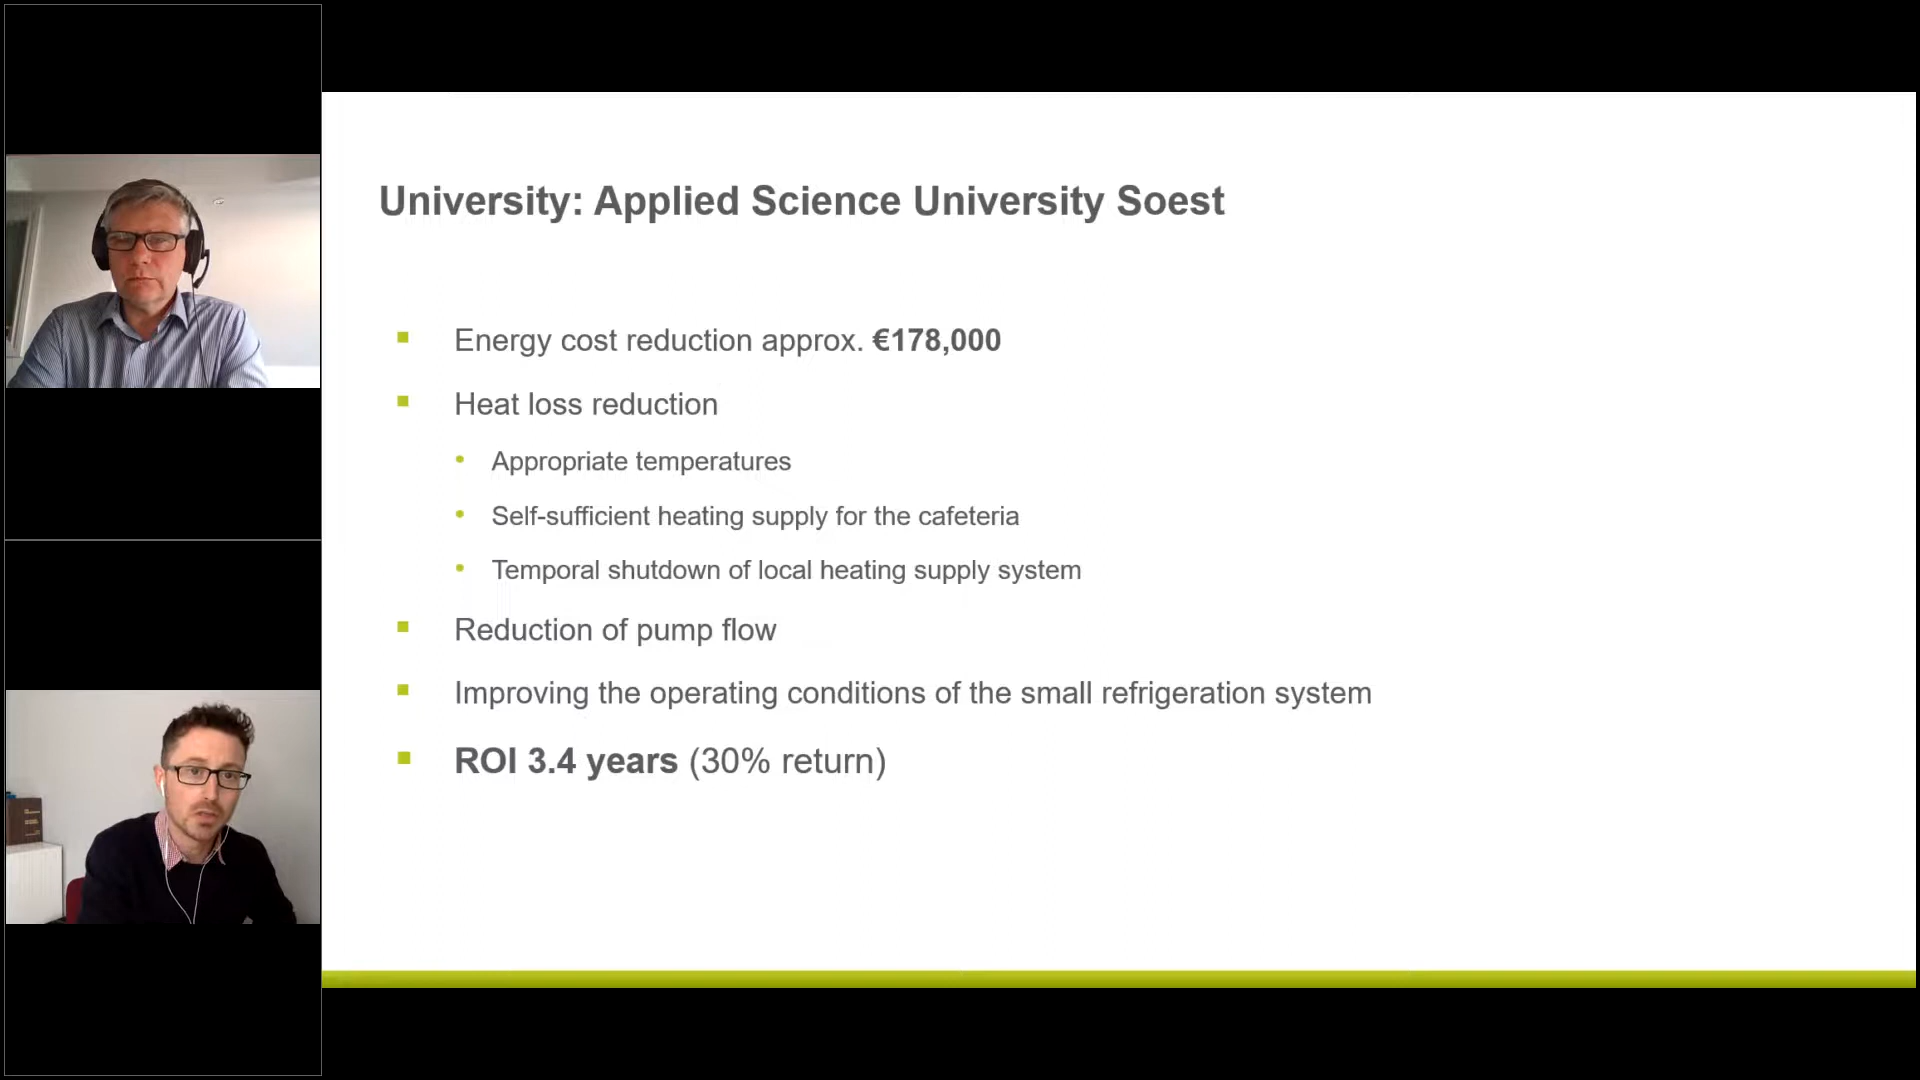 University: Applied Science University Soest
Energy cost reduction approx. €178,000
Heat loss reduction
Appropriate temperatures
Self-sufficient heating supply for the cafeteria
Temporal shutdown of local heating supply system
Reduction of pump flow
Improving the operating conditions of the small refrigeration system
ROI 3.4 years (30% return)